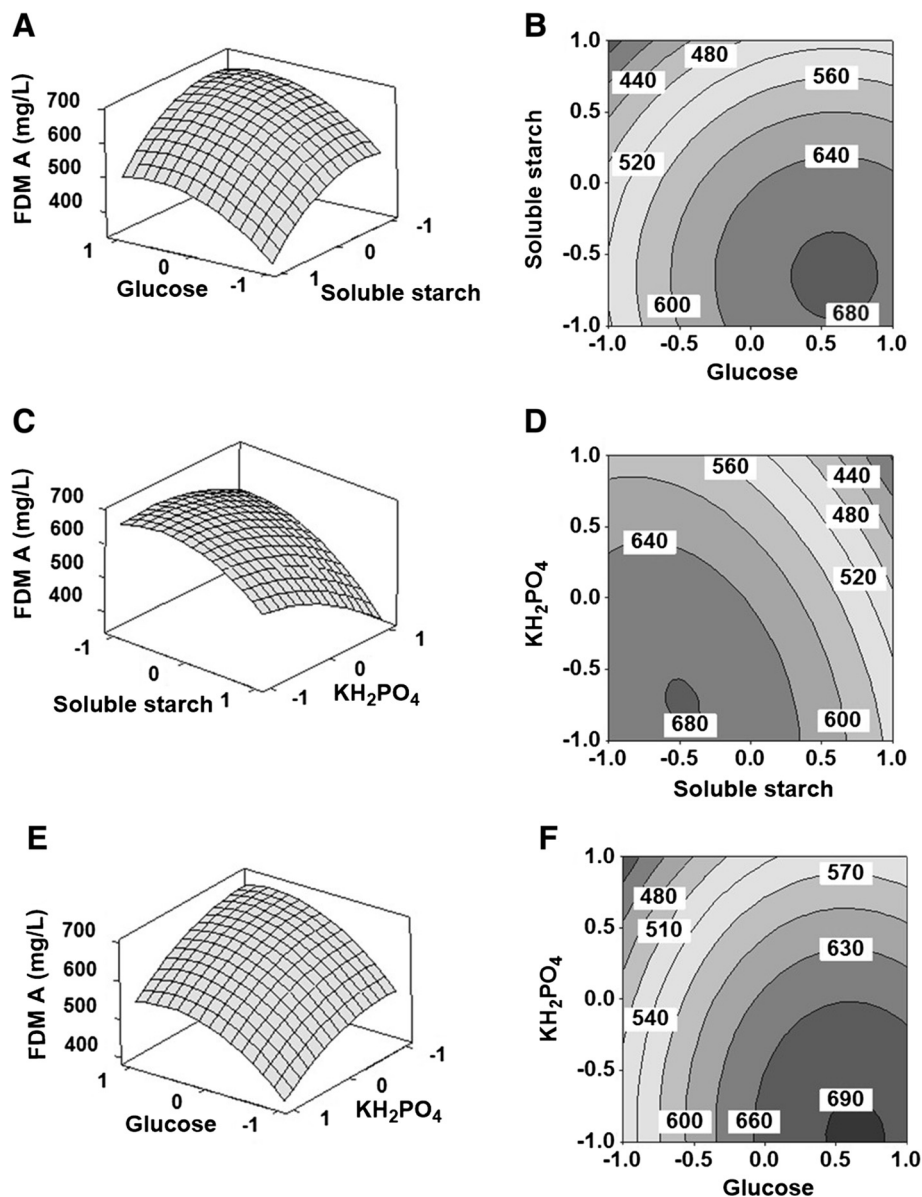 A
FDM A (mg/L)
700
600
500
400
1
0
-1
Glucose
1
0
-1
Soluble starch
B
Soluble starch
1.0
0.5
0.0
-0.5
-1.0
440
480
560
520
640
600
680
-1.0 -0.5 0.0 0.5 1.0
Glucose
C
FDM A (mg/L)
700
600
500
400
-1
0
1
Soluble starch
-1
0
1
KH₂PO₄
D
KH₂PO₄
1.0
0.5
0.0
-0.5
-1.0
560
440
480
640
520
680
600
-1.0 -0.5 0.0 0.5 1.0
Soluble starch
E
FDM A (mg/L)
700
600
500
400
1
0
-1
Glucose
1
0
-1
KH₂PO₄
F
KH₂PO₄
1.0
0.5
0.0
-0.5
-1.0
480
570
510
630
540
690
600
660
-1.0 -0.5 0.0 0.5 1.0
Glucose